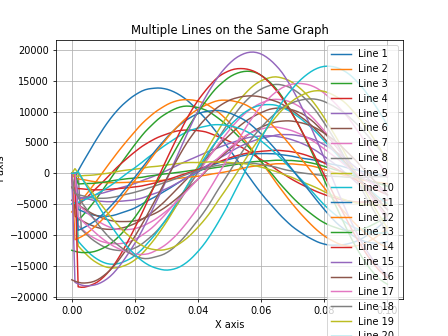 Multiple Lines on the Same Graph
20000
15000
10000
5000
0
−5000
−10000
−15000
−20000
0.00
0.02
0.04
0.06
X axis
Line 1
Line 2
Line 3
Line 4
Line 5
Line 6
Line 7
Line 8
Line 9
Line 10
Line 11
Line 12
Line 13
Line 14
Line 15
Line 16
Line 17
Line 18
Line 19
Line 20